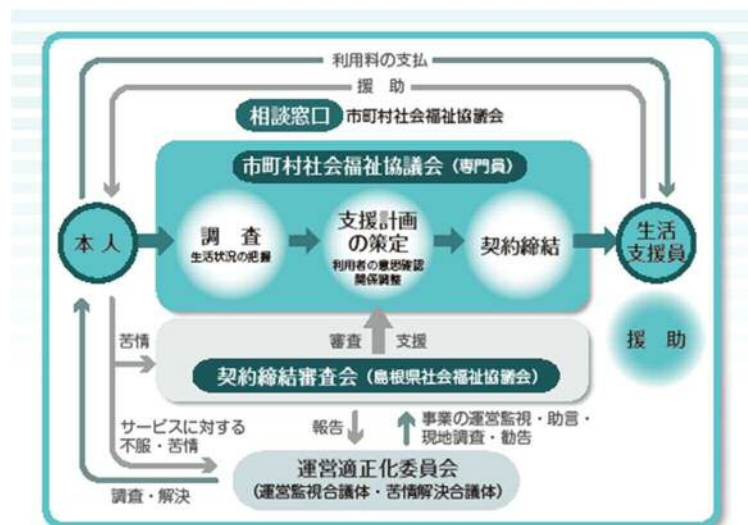 利用料の支払
援助
相談窓口 市町村社会福祉協議会
市町村社会福祉協議会（専門員）
本人
調査
生活状況の把握
支援計画
の策定
利用者の意思確認
関係調整
契約締結
生活
支援員
援助
苦情
審査 支援
契約締結審査会（島根県社会福祉協議会）
サービスに対する
不服・苦情
報告
事業の運営監視・助言・
現地調査・勧告
運営適正化委員会
（運営監視合議体・苦情解決合議体）
調査・解決